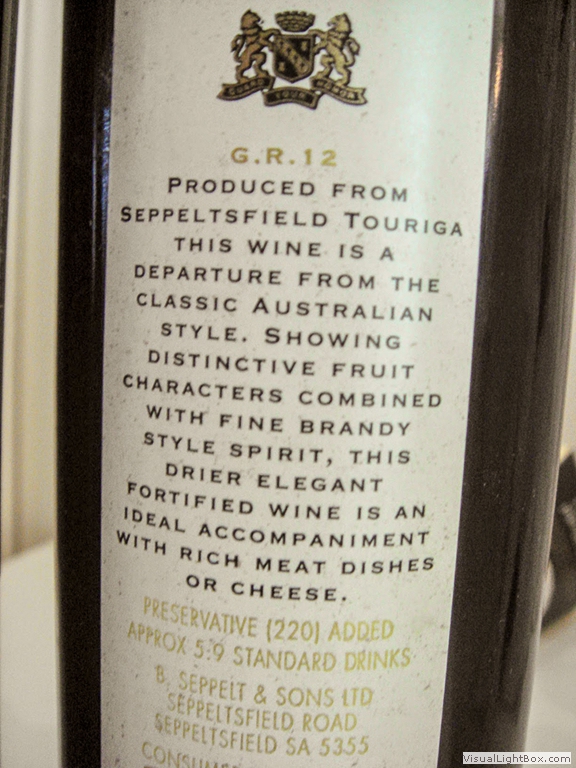 G.R.12
PRODUCED FROM
SEPPELTSFIELD TOURIGA
THIS WINE IS A
DEPARTURE FROM THE
CLASSIC AUSTRALIAN
STYLE. SHOWING
DISTINCTIVE FRUIT
CHARACTERS COMBINED
WITH FINE BRANDY
STYLE SPIRIT, THIS
DRIER ELEGANT
FORTIFIED WINE IS AN
IDEAL ACCOMPANIMENT
WITH RICH MEAT DISHES
OR CHEESE.
PRESERVATIVE (220) ADDED
APPROX 5.9 STANDARD DRINKS
B. SEPPELT & SONS LTD
SEPPELTSFIELD ROAD
SEPPELTSFIELD SA 5355
VisualLightBox.com